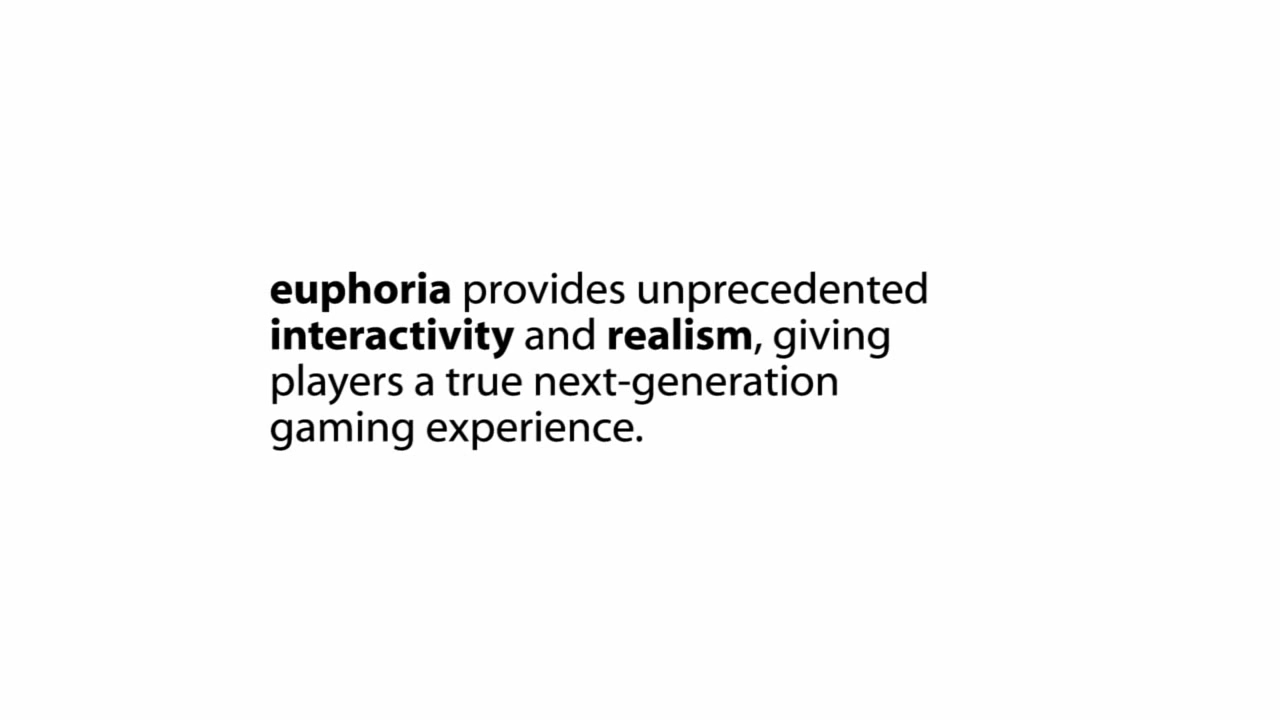 euphoria provides unprecedented
interactivity and realism, giving
players a true next-generation
gaming experience.